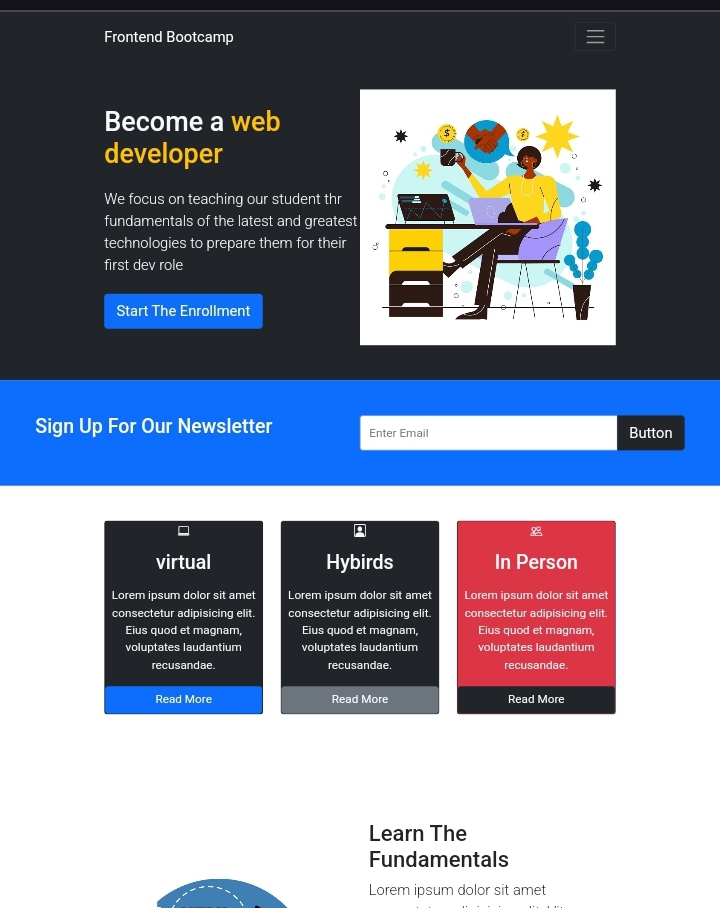 Frontend Bootcamp
Become a web
developer
We focus on teaching our student thr
fundamentals of the latest and greatest
technologies to prepare them for their
first dev role
Start The Enrollment
Sign Up For Our Newsletter
Enter Email
Button
virtual
Lorem ipsum dolor sit amet
consectetur adipisicing elit.
Eius quod et magnam,
voluptates laudantium
recusandae.
Read More
Hybirds
Lorem ipsum dolor sit amet
consectetur adipisicing elit.
Eius quod et magnam,
voluptates laudantium
recusandae.
Read More
In Person
Lorem ipsum dolor sit amet
consectetur adipisicing elit.
Eius quod et magnam,
voluptates laudantium
recusandae.
Read More
Learn The
Fundamentals
Lorem ipsum dolor sit amet